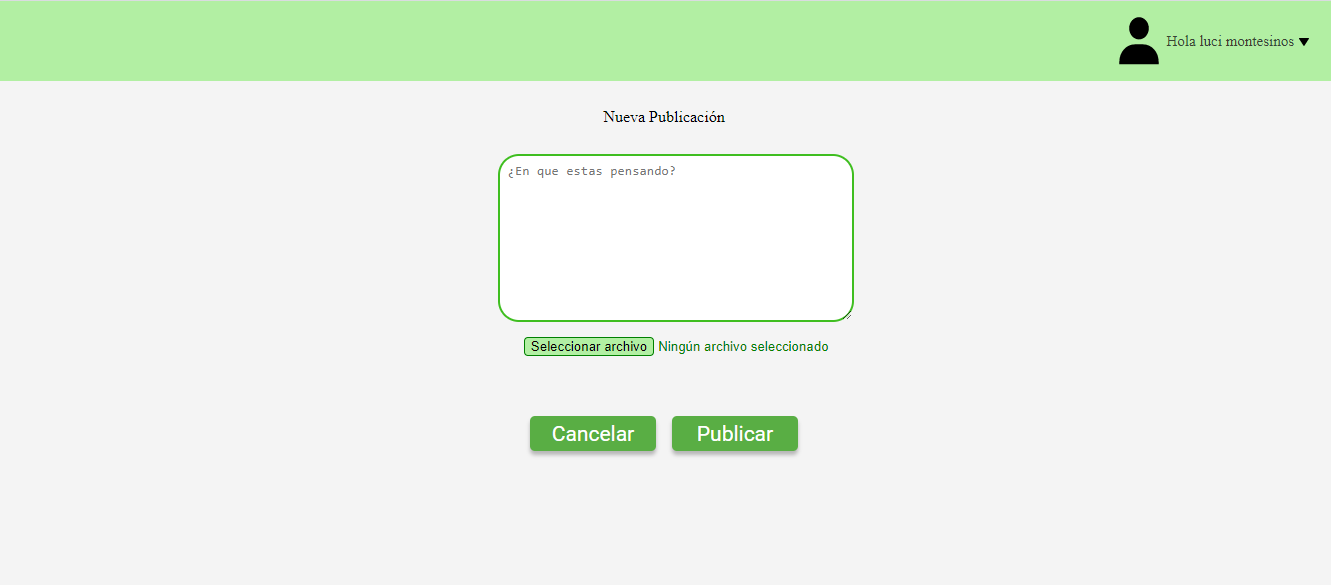 Hola luci montesinos ▼
Nueva Publicación
¿En que estas pensando?
Seleccionar archivo Ningún archivo seleccionado
Cancelar Publicar